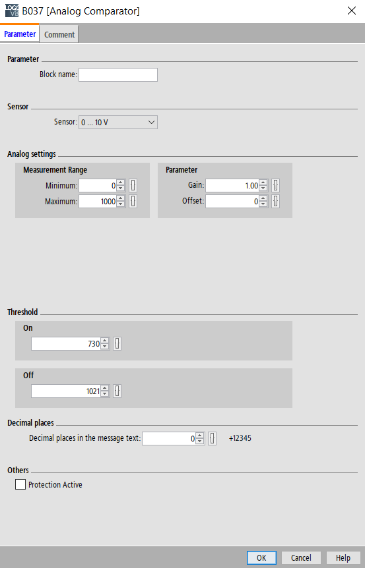 B037 [Analog Comparator]
Parameter Comment
Parameter
Block name:
Sensor
Sensor: 0 ... 10 V
Analog settings
Measurement Range Parameter
Minimum: 0 Gain: 1.00
Maximum: 1000 Offset: 0
Threshold
On
730
Off
1021
Decimal places
Decimal places in the message text: 0 +12345
Others
Protection Active
OK Cancel Help